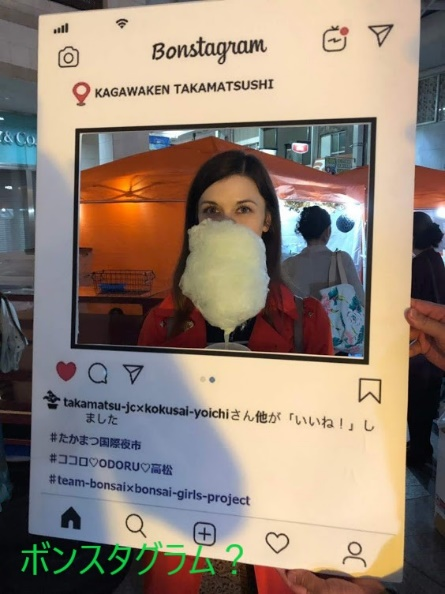 Bonstagram
KAGAWAKEN TAKAMATSUSHI
takamatsu-jc×kokusai-yoichiさん他が「いいね！」し
ました
#たかまつ国際夜市
#ココロ♡ODORU♡高松
#team-bonsai×bonsai-girls-project
ボンスタグラム？